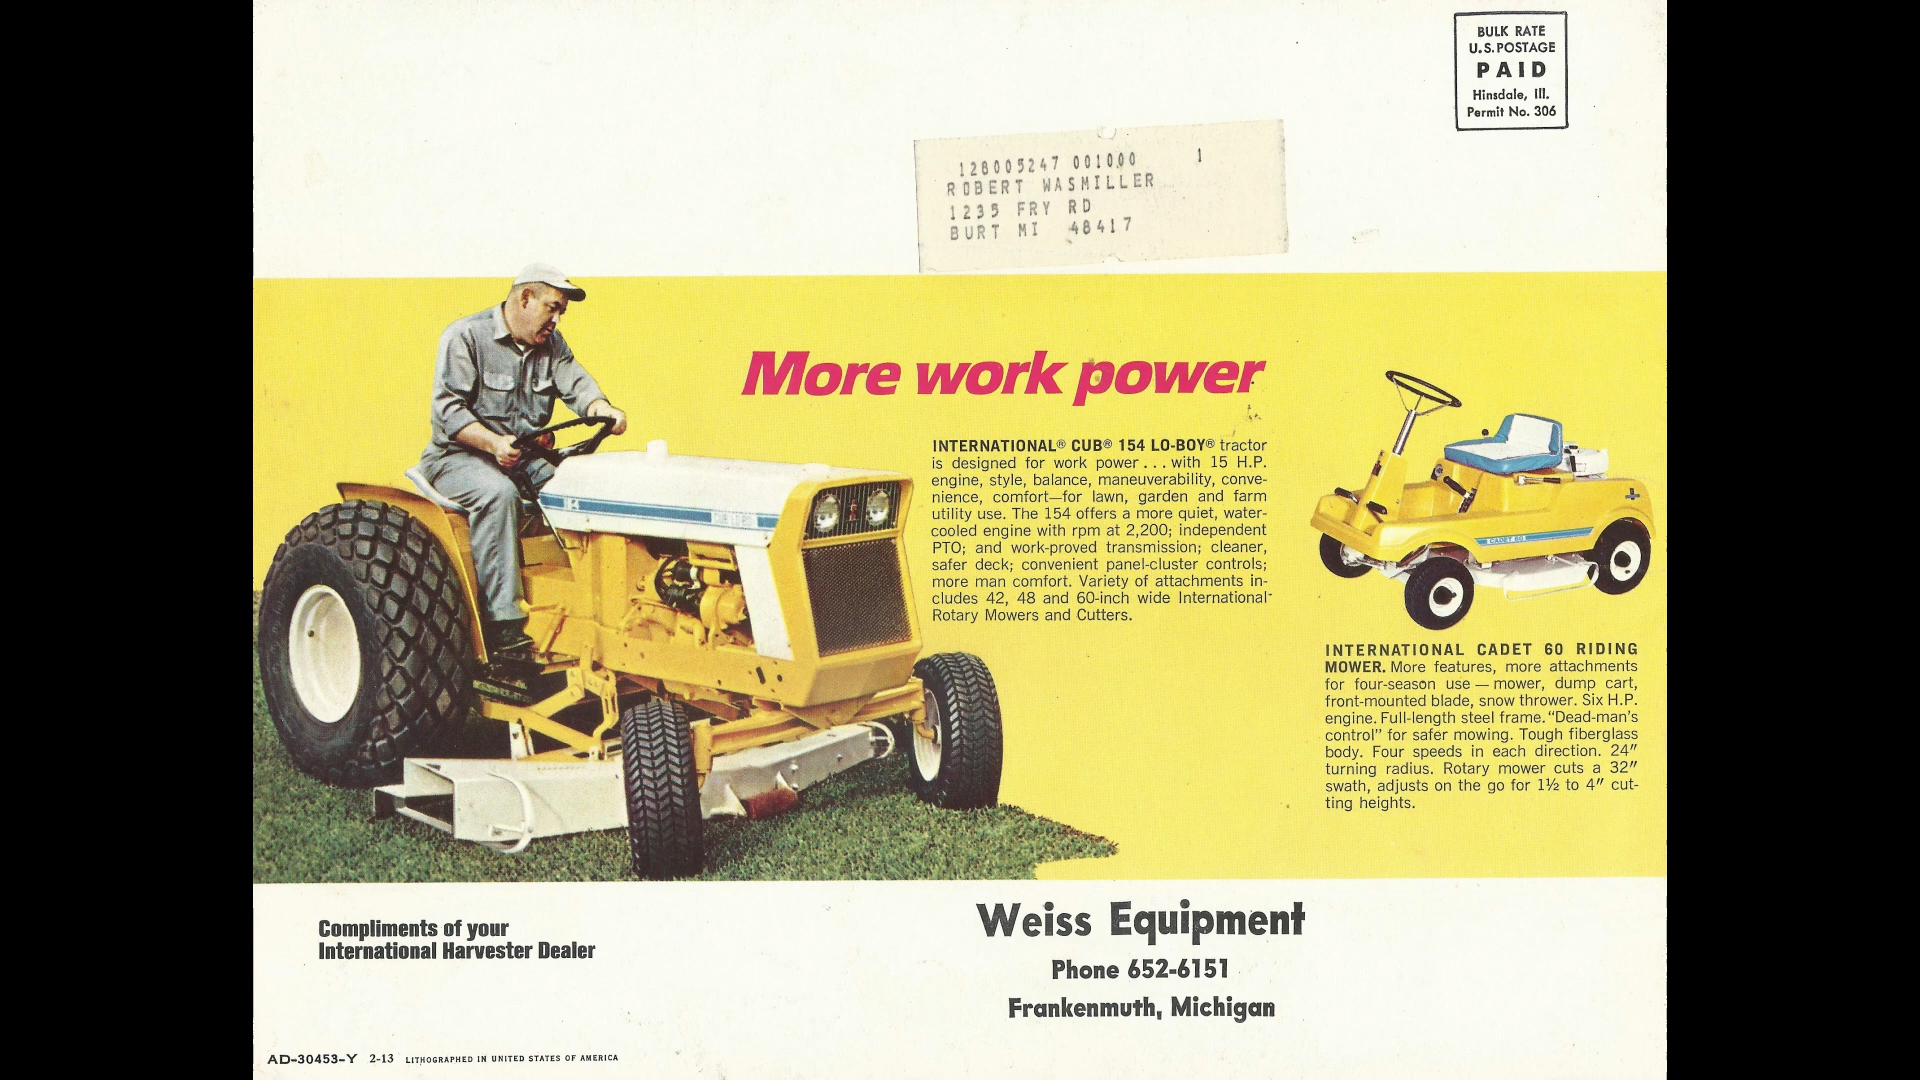 BULK RATE
U.S. POSTAGE
PAID
Hinsdale, Ill.
Permit No. 306
128005247 001000 1
ROBERT WASMILLER
1235 FRY RD
BURT MI 48417
More work power
INTERNATIONAL® CUB® 154 LO-BOY® tractor
is designed for work power . . . with 15 H.P.
engine, style, balance, maneuverability, conve-
nience, comfort—for lawn, garden and farm
utility use. The 154 offers a more quiet, water-
cooled engine with rpm at 2,200; independent
PTO; and work-proved transmission; cleaner,
safer deck; convenient panel-cluster controls;
more man comfort. Variety of attachments in-
cludes 42, 48 and 60-inch wide International
Rotary Mowers and Cutters.
CADET 60
INTERNATIONAL CADET 60 RIDING
MOWER. More features, more attachments
for four-season use — mower, dump cart,
front-mounted blade, snow thrower. Six H.P.
engine. Full-length steel frame. "Dead-man's
control" for safer mowing. Tough fiberglass
body. Four speeds in each direction. 24"
turning radius. Rotary mower cuts a 32"
swath, adjusts on the go for 1½ to 4" cut-
ting heights.
Compliments of your
International Harvester Dealer
Weiss Equipment
Phone 652-6151
Frankenmuth, Michigan
AD-30453-Y 2-13 LITHOGRAPHED IN UNITED STATES OF AMERICA